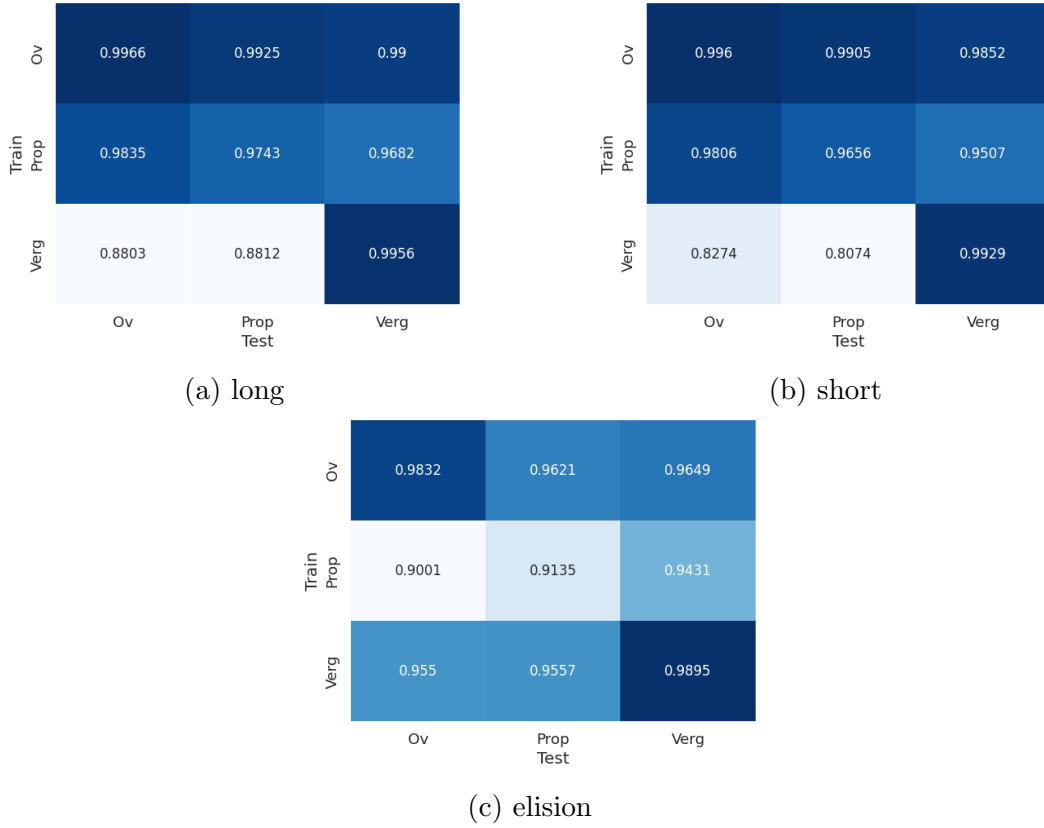 Ov 0.9966 0.9925 0.99
Train Prop 0.9835 0.9743 0.9682
Verg 0.8803 0.8812 0.9956
Ov Prop Verg
Test
(a) long
Ov 0.996 0.9905 0.9852
Train Prop 0.9806 0.9656 0.9507
Verg 0.8274 0.8074 0.9929
Ov Prop Verg
Test
(b) short
Ov 0.9832 0.9621 0.9649
Train Prop 0.9001 0.9135 0.9431
Verg 0.955 0.9557 0.9895
Ov Prop Verg
Test
(c) elision